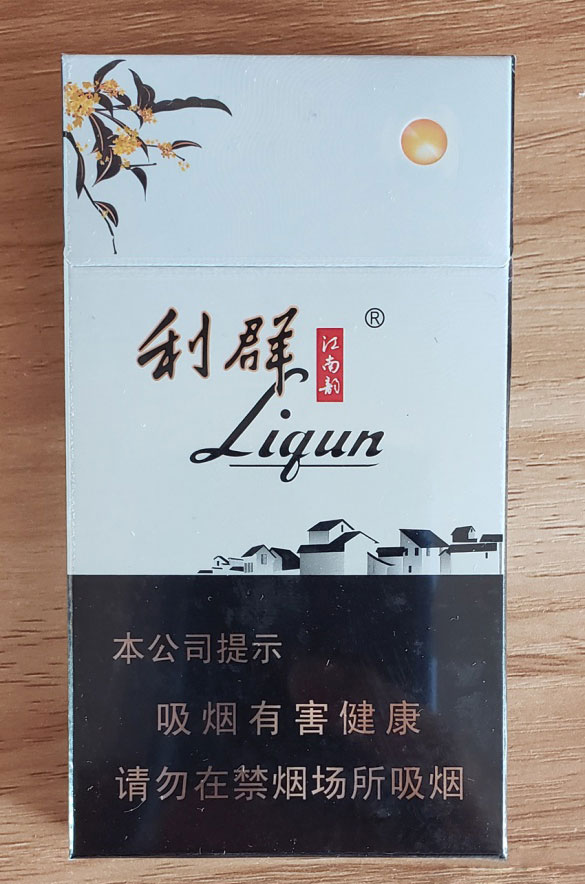 利群
江南韵
®
Liqun
本公司提示
吸烟有害健康
请勿在禁烟场所吸烟